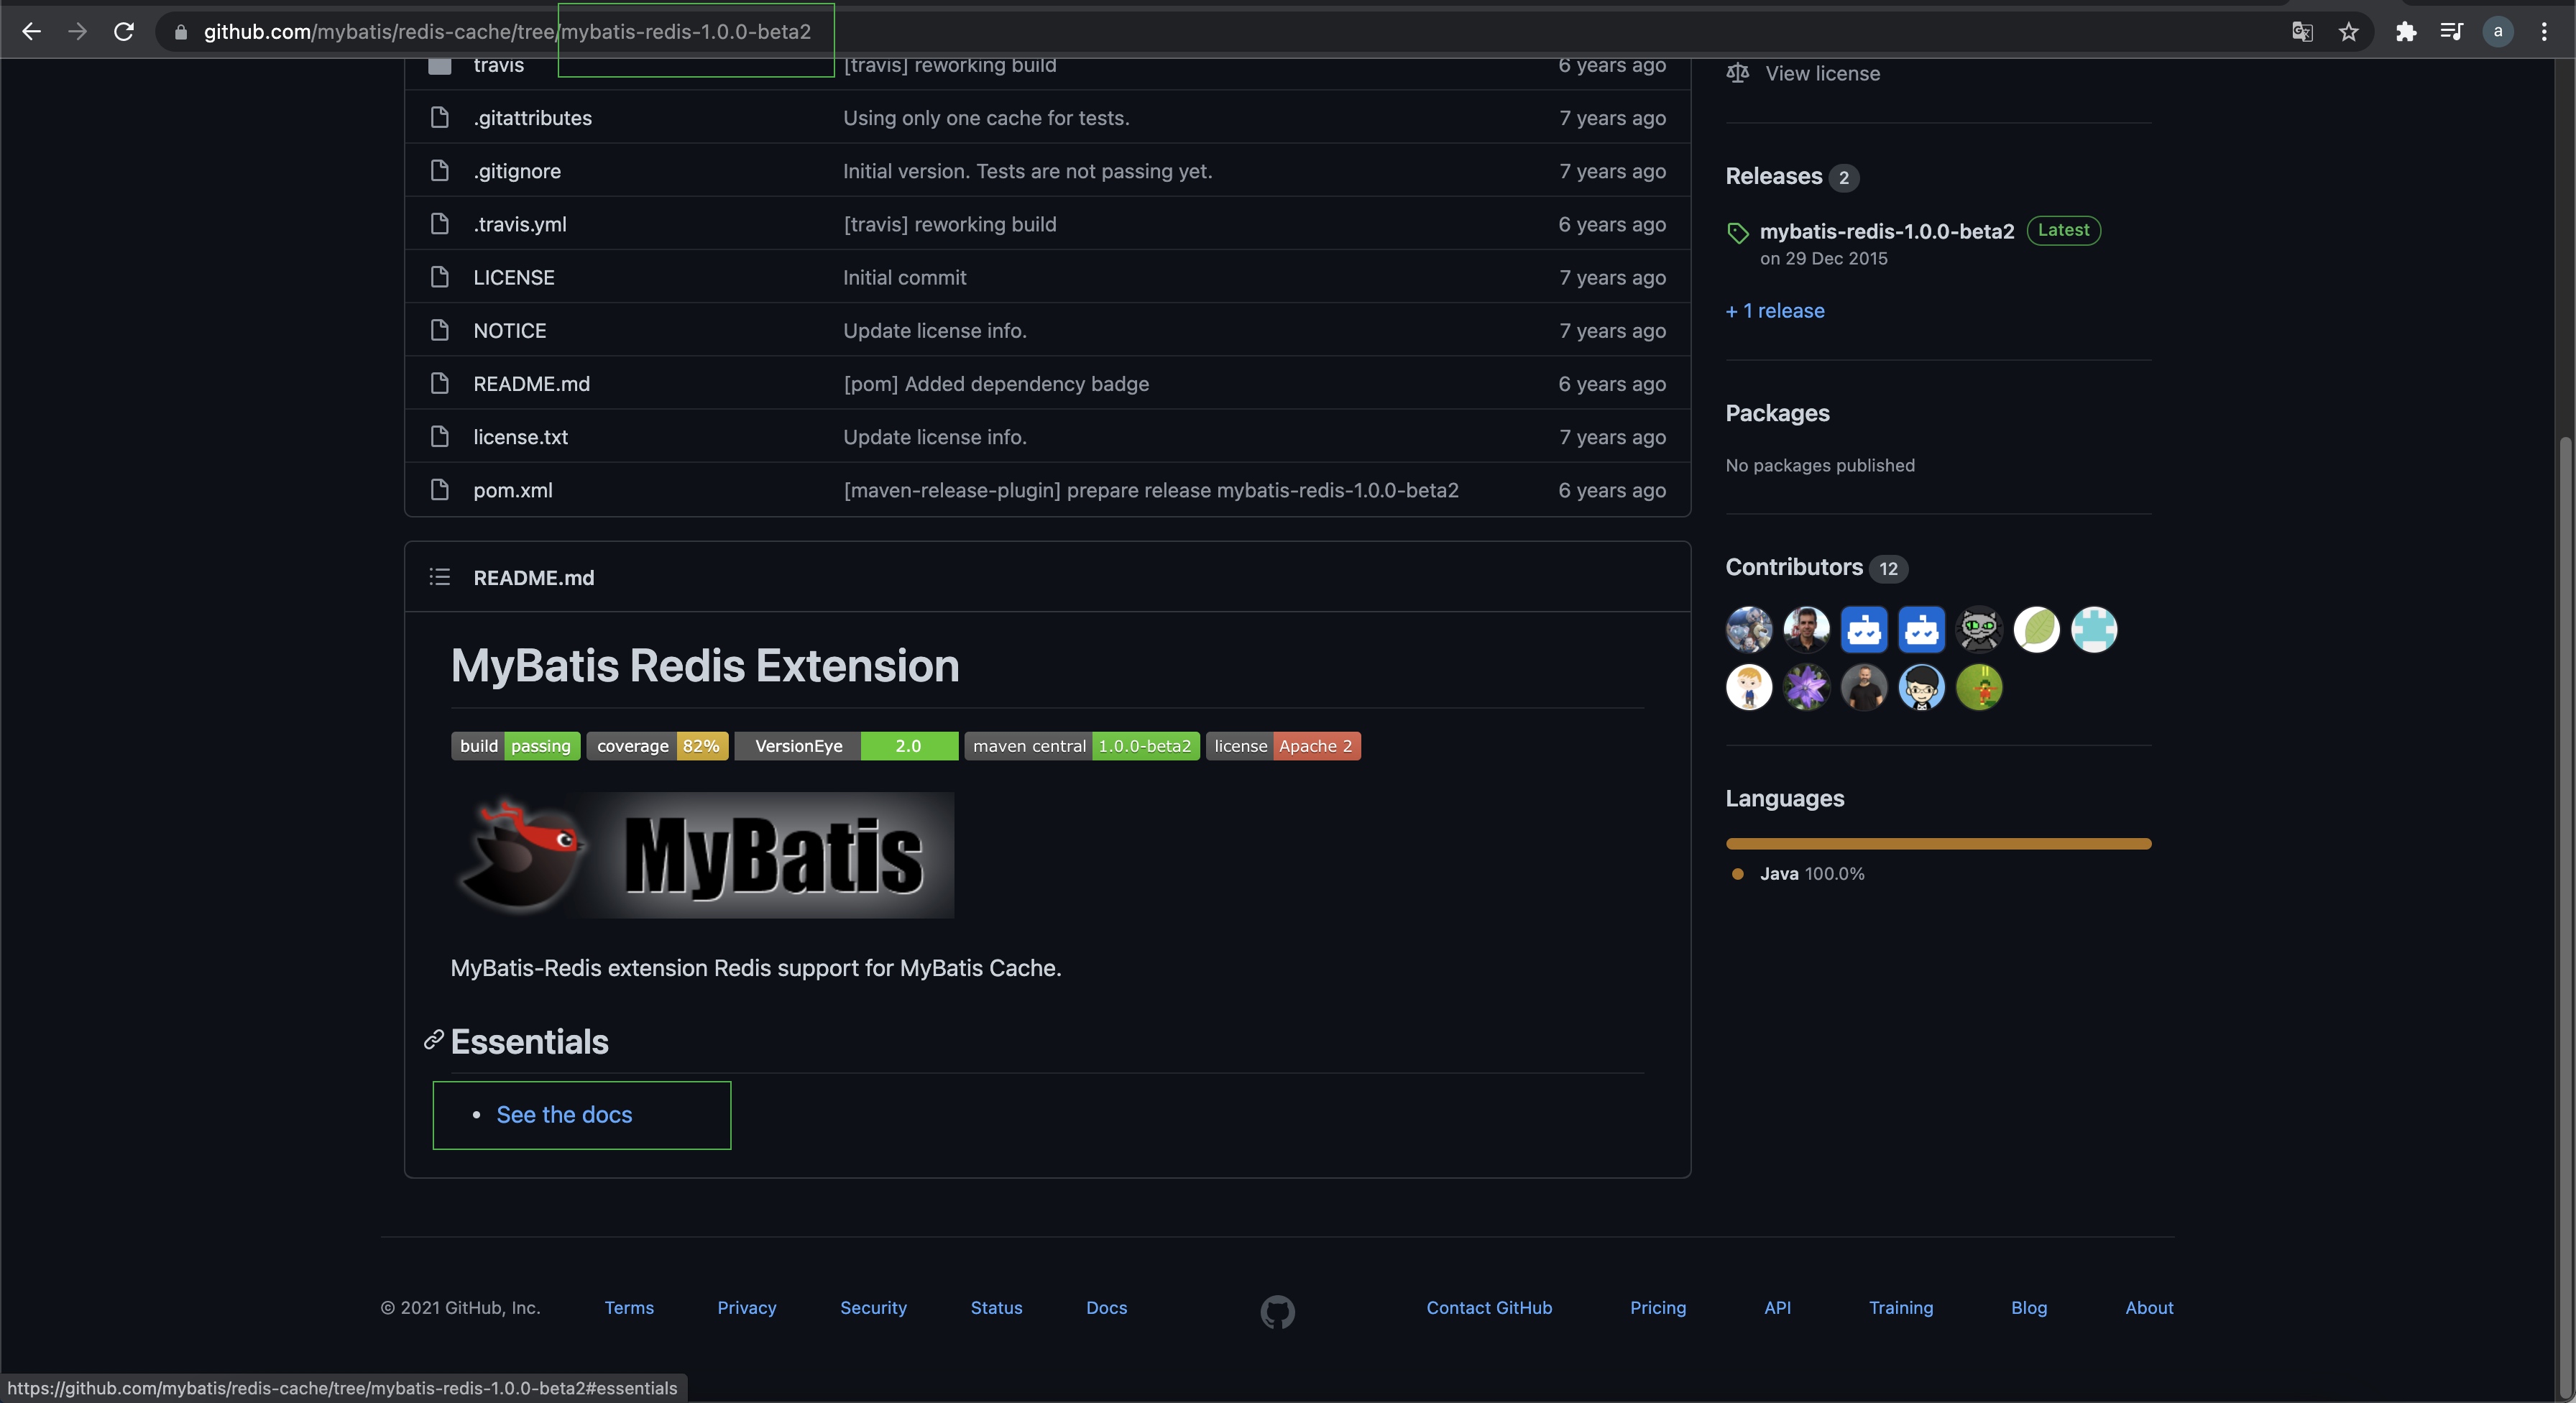 github.com/mybatis/redis-cache/tree/mybatis-redis-1.0.0-beta2
a
travis [travis] reworking build 6 years ago
.gitattributes Using only one cache for tests. 7 years ago
.gitignore Initial version. Tests are not passing yet. 7 years ago
.travis.yml [travis] reworking build 6 years ago
LICENSE Initial commit 7 years ago
NOTICE Update license info. 7 years ago
README.md [pom] Added dependency badge 6 years ago
license.txt Update license info. 7 years ago
pom.xml [maven-release-plugin] prepare release mybatis-redis-1.0.0-beta2 6 years ago
README.md
MyBatis Redis Extension
build passing coverage 82% VersionEye 2.0 maven central 1.0.0-beta2 license Apache 2
MyBatis
MyBatis-Redis extension Redis support for MyBatis Cache.
Essentials
• See the docs
View license
Releases 2
mybatis-redis-1.0.0-beta2 Latest
on 29 Dec 2015
+ 1 release
Packages
No packages published
Contributors 12
Languages
Java 100.0%
© 2021 GitHub, Inc. Terms Privacy Security Status Docs Contact GitHub Pricing API Training Blog About
https://github.com/mybatis/redis-cache/tree/mybatis-redis-1.0.0-beta2#essentials